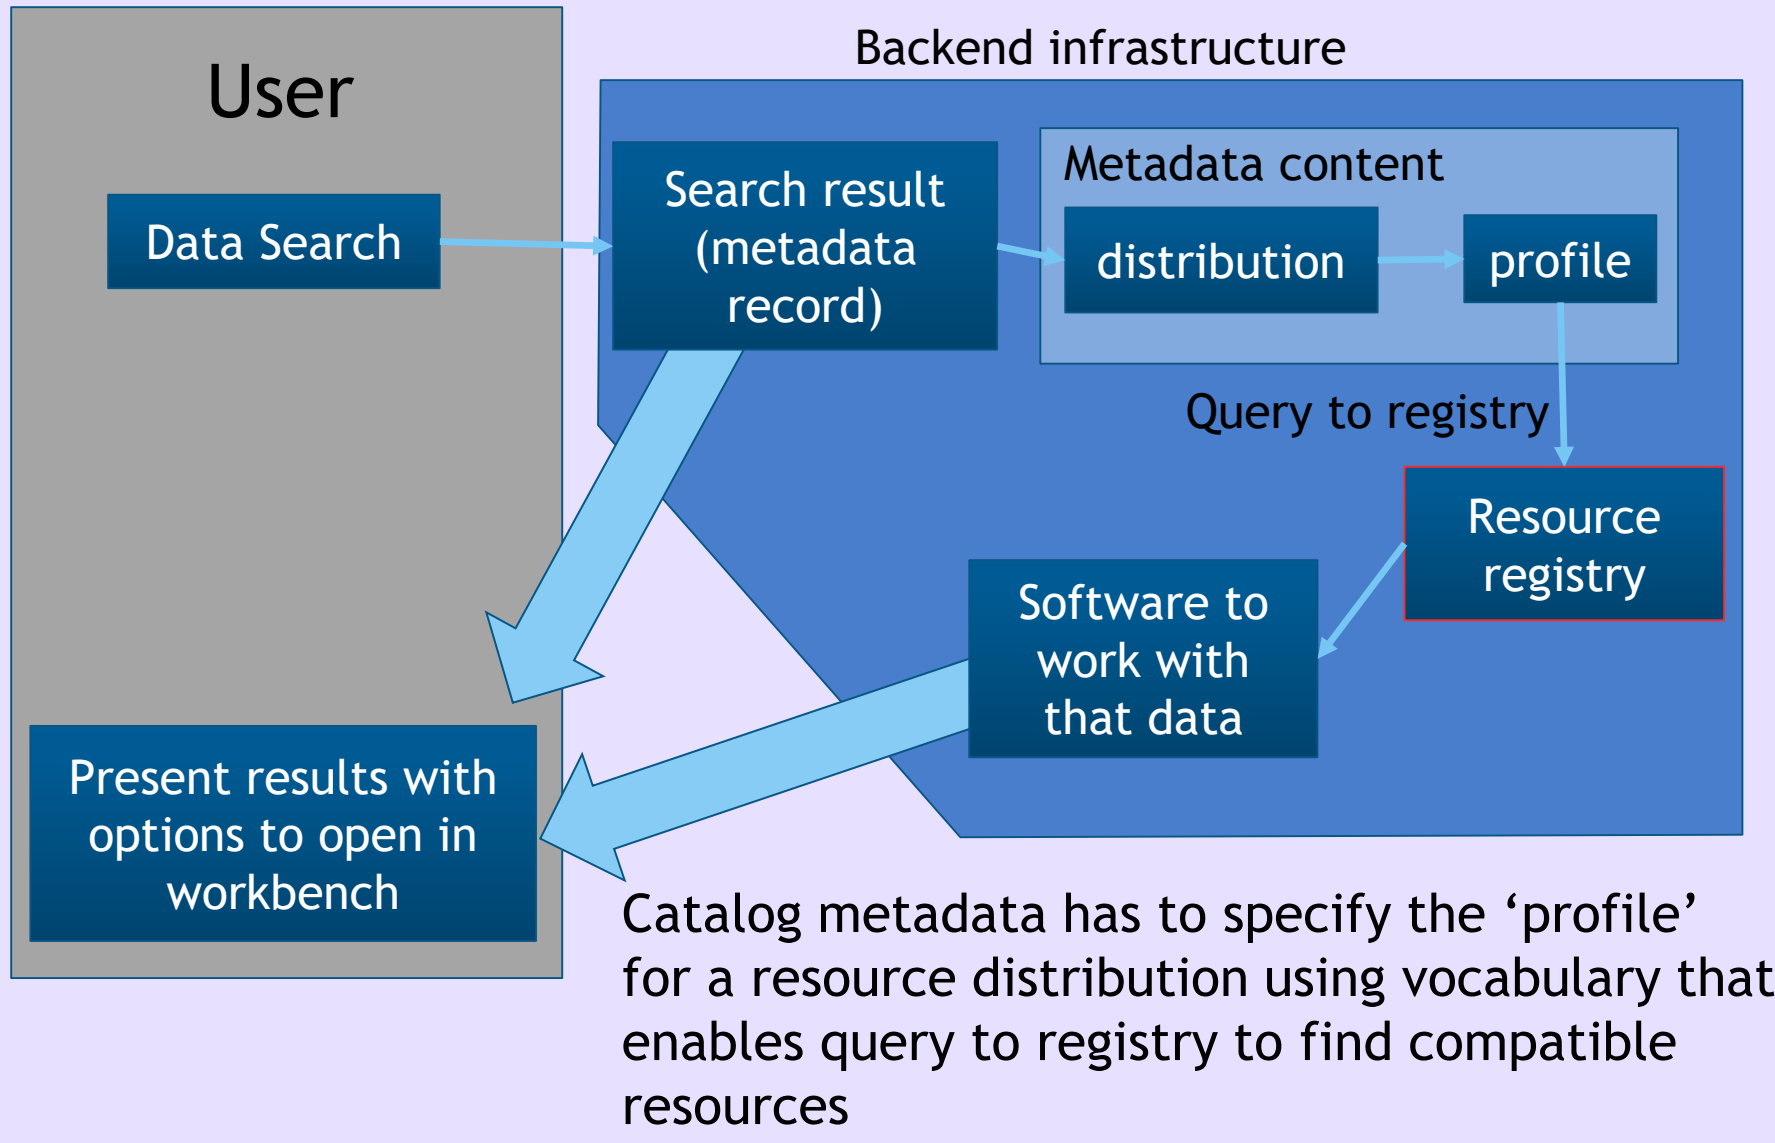 User
Data Search
Present results with
options to open in
workbench
Backend infrastructure
Search result
(metadata
record)
Metadata content
distribution
profile
Query to registry
Resource
registry
Software to
work with
that data
Catalog metadata has to specify the ‘profile’
for a resource distribution using vocabulary that
enables query to registry to find compatible
resources